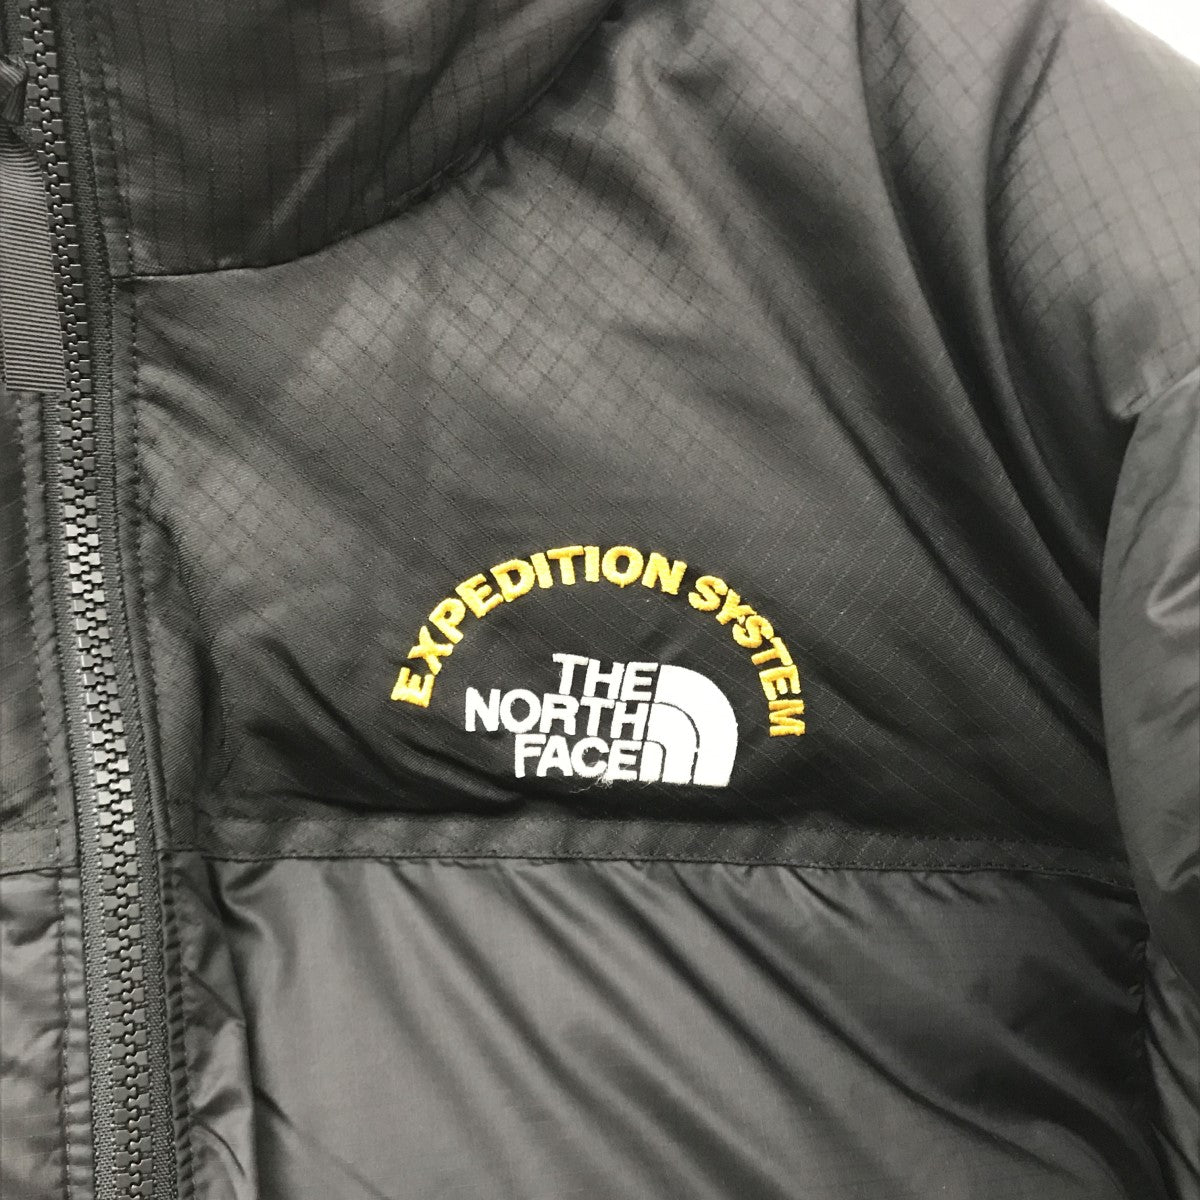 EXPEDITION SYSTEM
THE
NORTH
FACE